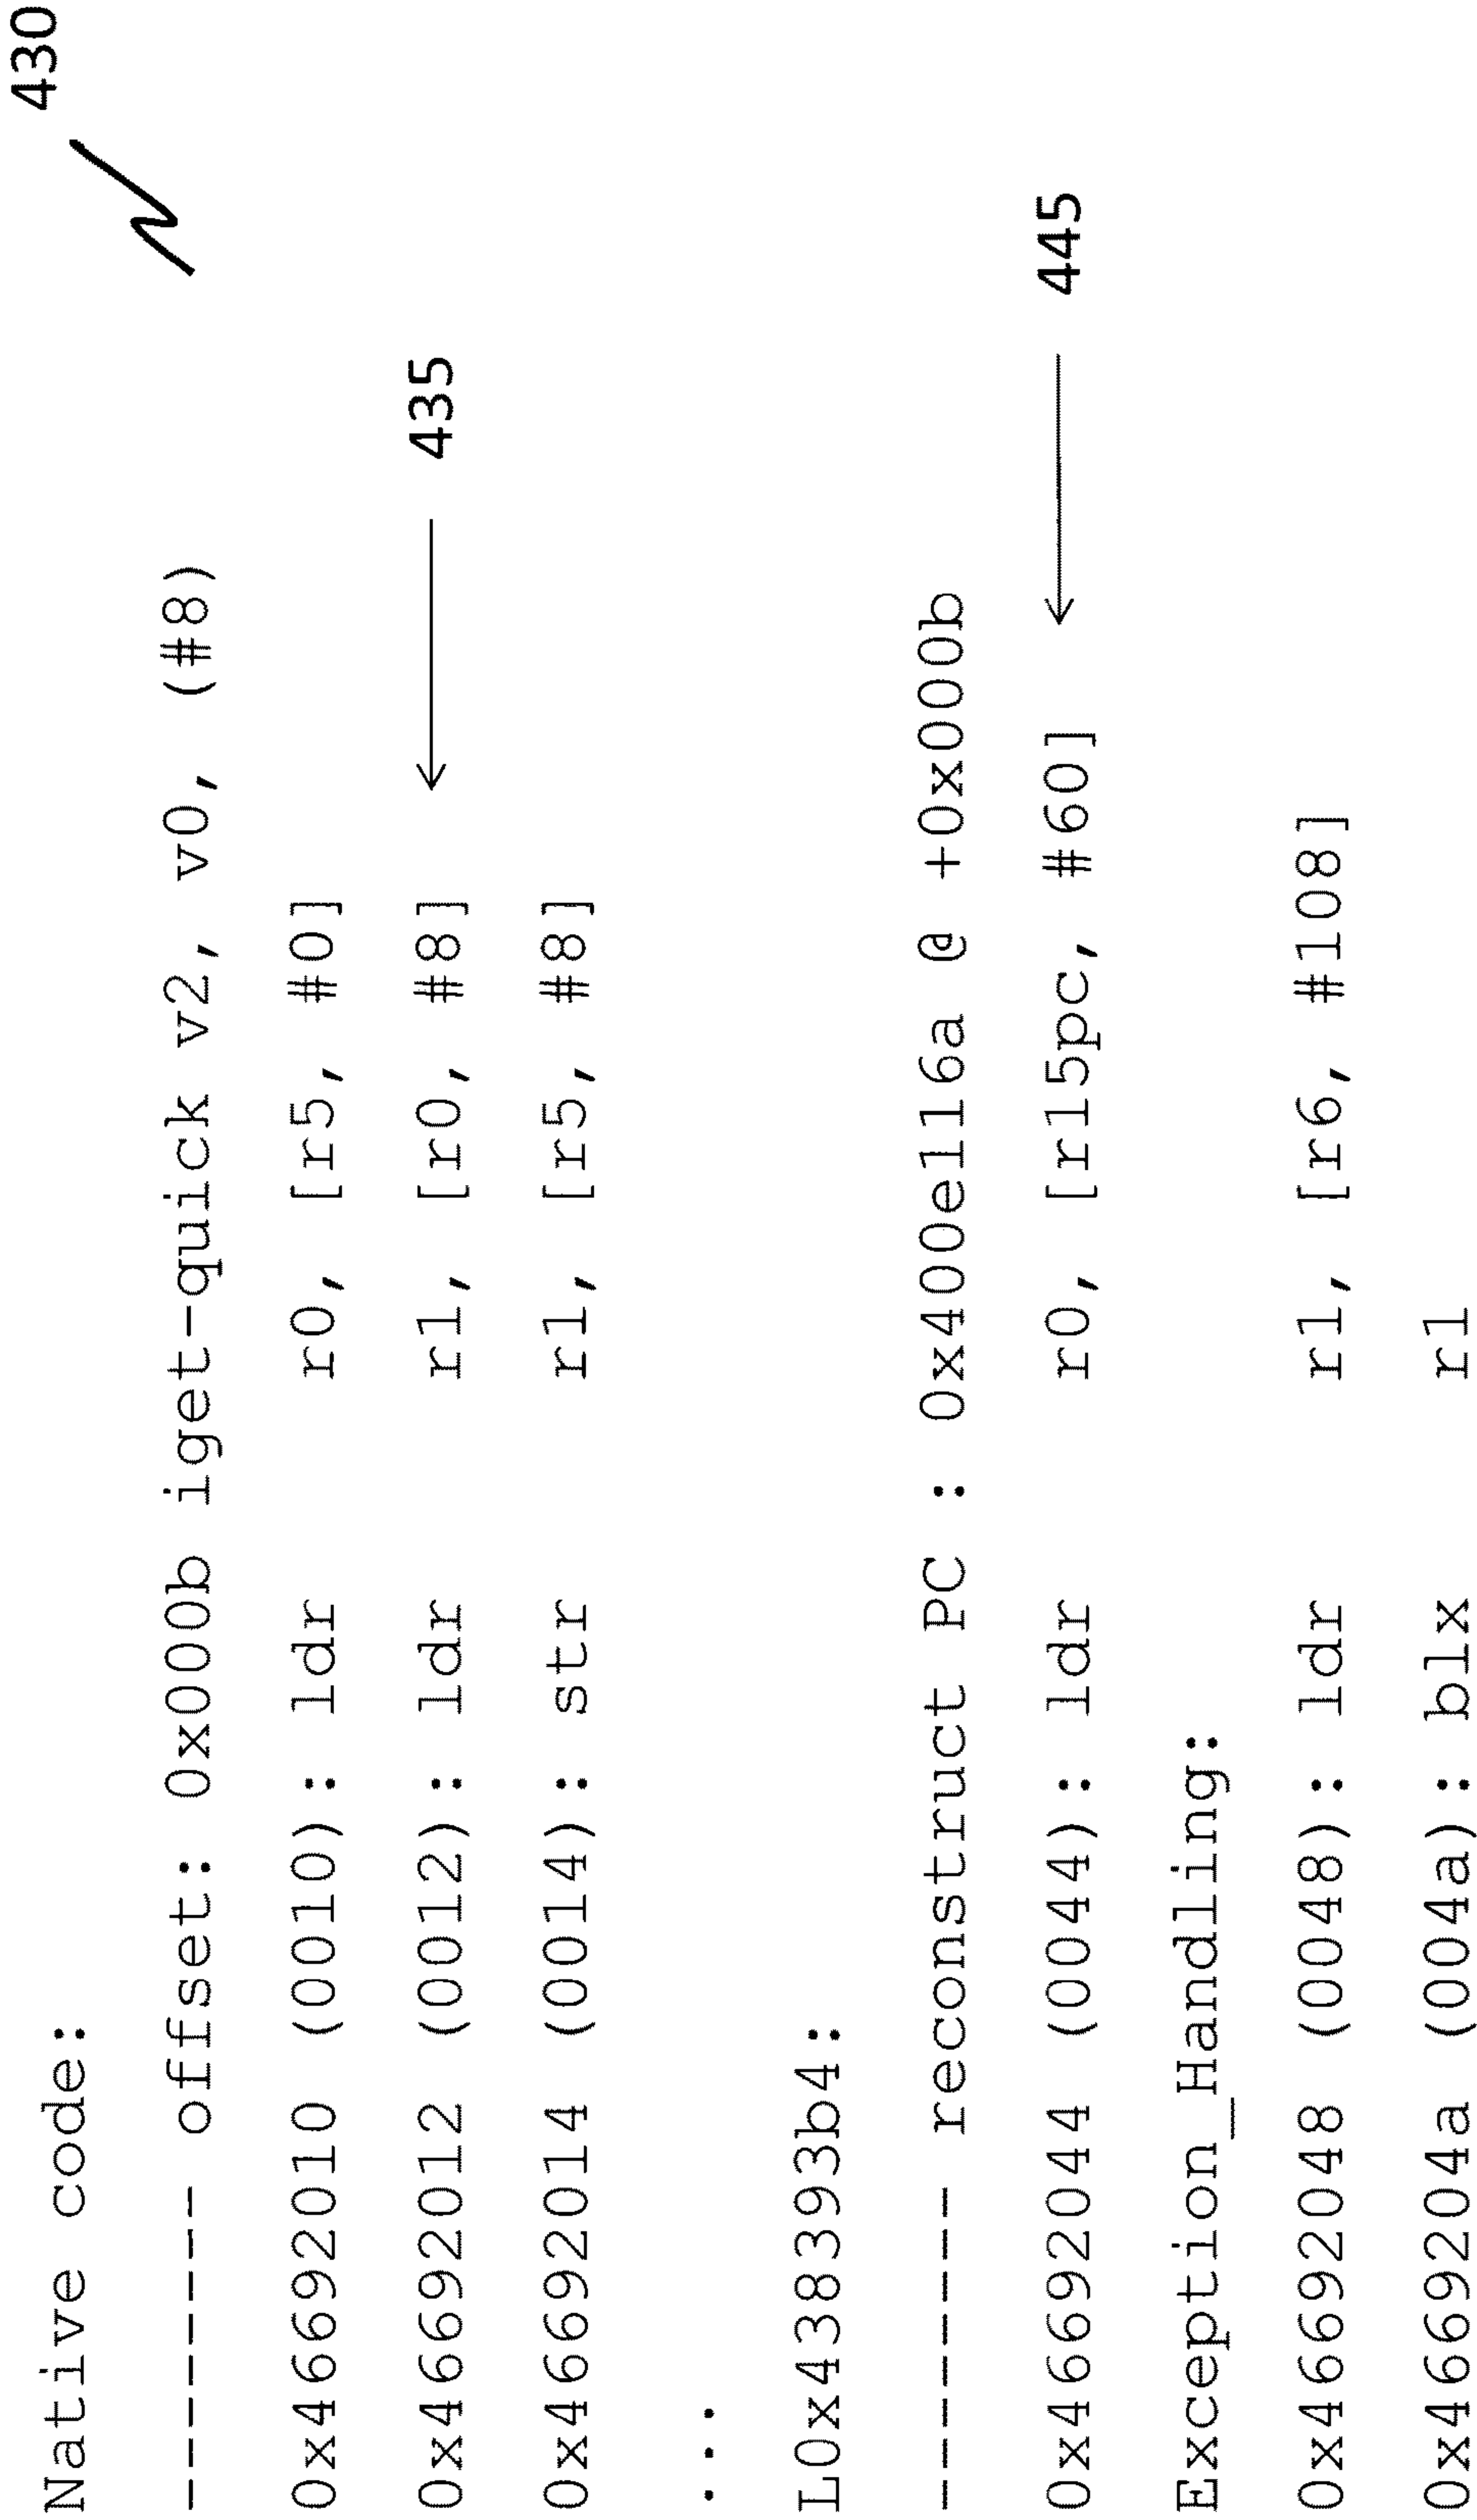 430
Native code:
------- offset: 0x000b iget-quick v2, v0, (#8)
0x46692010 (0010): ldr r0, [r5, #0]
0x46692012 (0012): ldr r1, [r0, #8] 435
0x46692014 (0014): str r1, [r5, #8]
...
L0x438393b4:
-------- reconstruct PC : 0x400e116a @ +0x000b
0x46692044 (0044): ldr r0, [r15pc, #60] 445
Exception_Handling:
0x46692048 (0048): ldr r1, [r6, #108]
0x4669204a (004a): blx r1